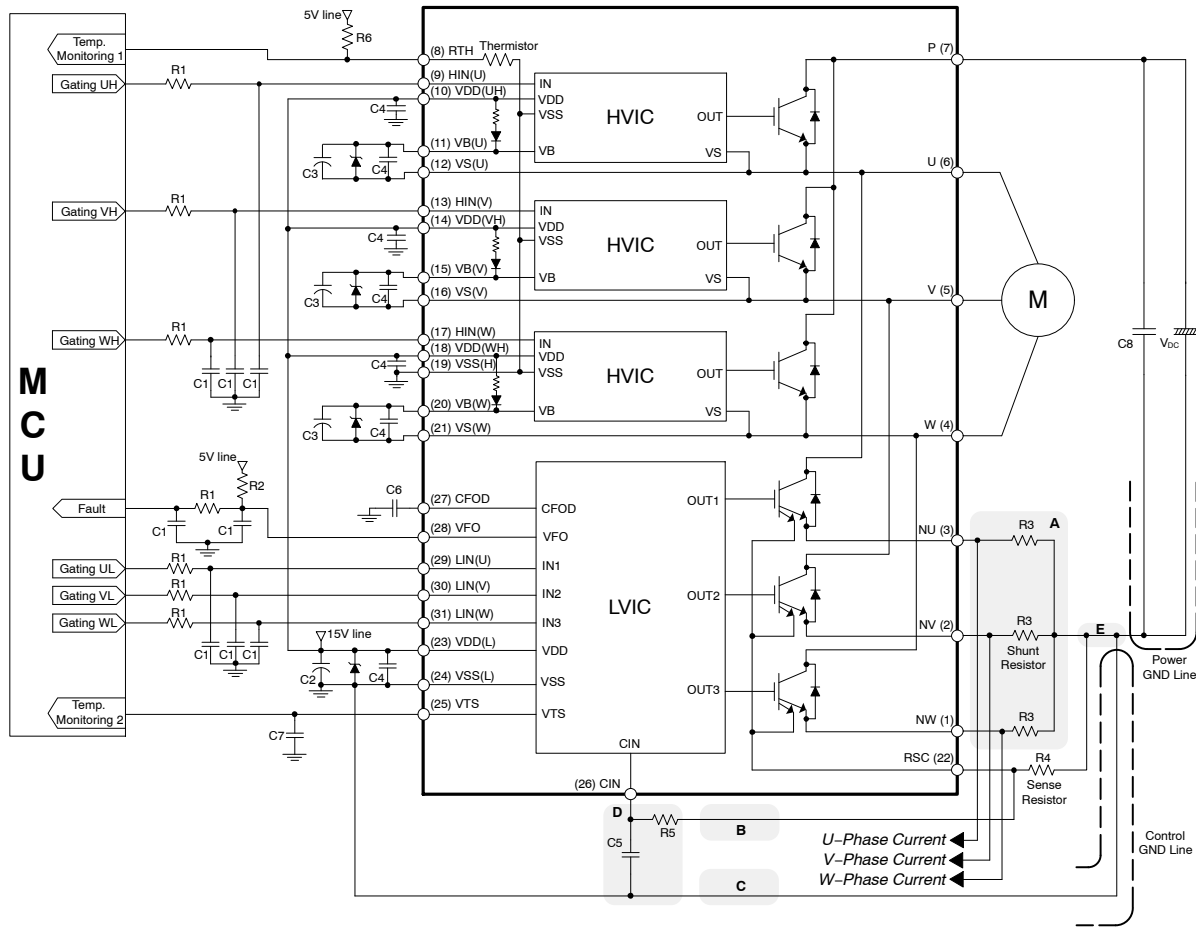 5V line
R6
Temp.
Monitoring 1
(8) RTH
Thermistor
P (7)
Gating UH
R1
(9) HIN(U)
(10) VDD(UH)
IN
VDD
VSS
HVIC
OUT
C4
(11) VB(U)
VB
VS
C3
C4
(12) VS(U)
U (6)
Gating VH
R1
(13) HIN(V)
(14) VDD(VH)
IN
VDD
VSS
HVIC
OUT
C4
(15) VB(V)
VB
VS
C3
C4
(16) VS(V)
V (5)
M
Gating WH
R1
(17) HIN(W)
(18) VDD(WH)
(19) VSS(H)
IN
VDD
VSS
HVIC
OUT
C4
C1
C1
C1
(20) VB(W)
VB
VS
C3
C4
(21) VS(W)
W (4)
C8
VDC
M
C
U
5V line
R2
Fault
R1
C1
C1
C6
(27) CFOD
CFOD
OUT1
(28) VFO
VFO
NU (3)
R3
A
Gating UL
R1
(29) LIN(U)
IN1
Gating VL
R1
(30) LIN(V)
IN2
LVIC
OUT2
Gating WL
R1
(31) LIN(W)
IN3
C1
C1
C1
NV (2)
R3
Shunt
Resistor
E
Power
GND Line
15V line
(23) VDD(L)
VDD
C2
C4
(24) VSS(L)
VSS
OUT3
Temp.
Monitoring 2
(25) VTS
VTS
C7
NW (1)
R3
CIN
RSC (22)
R4
Sense
Resistor
(26) CIN
D
R5
B
C5
C
U−Phase Current
V−Phase Current
W−Phase Current
Control
GND Line